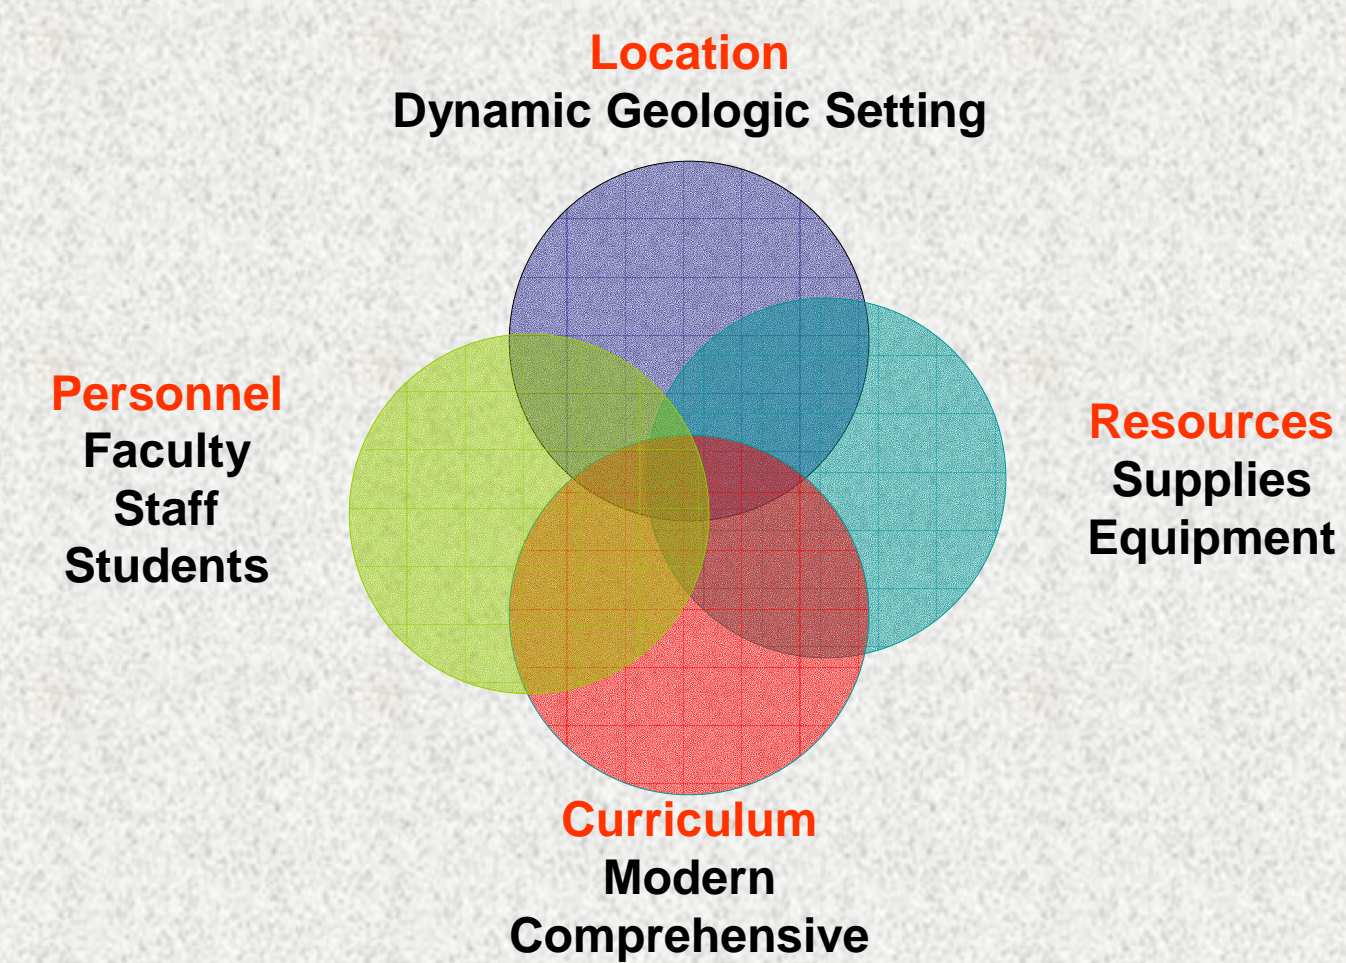 Location
Dynamic Geologic Setting
Personnel
Faculty
Staff
Students
Resources
Supplies
Equipment
Curriculum
Modern
Comprehensive